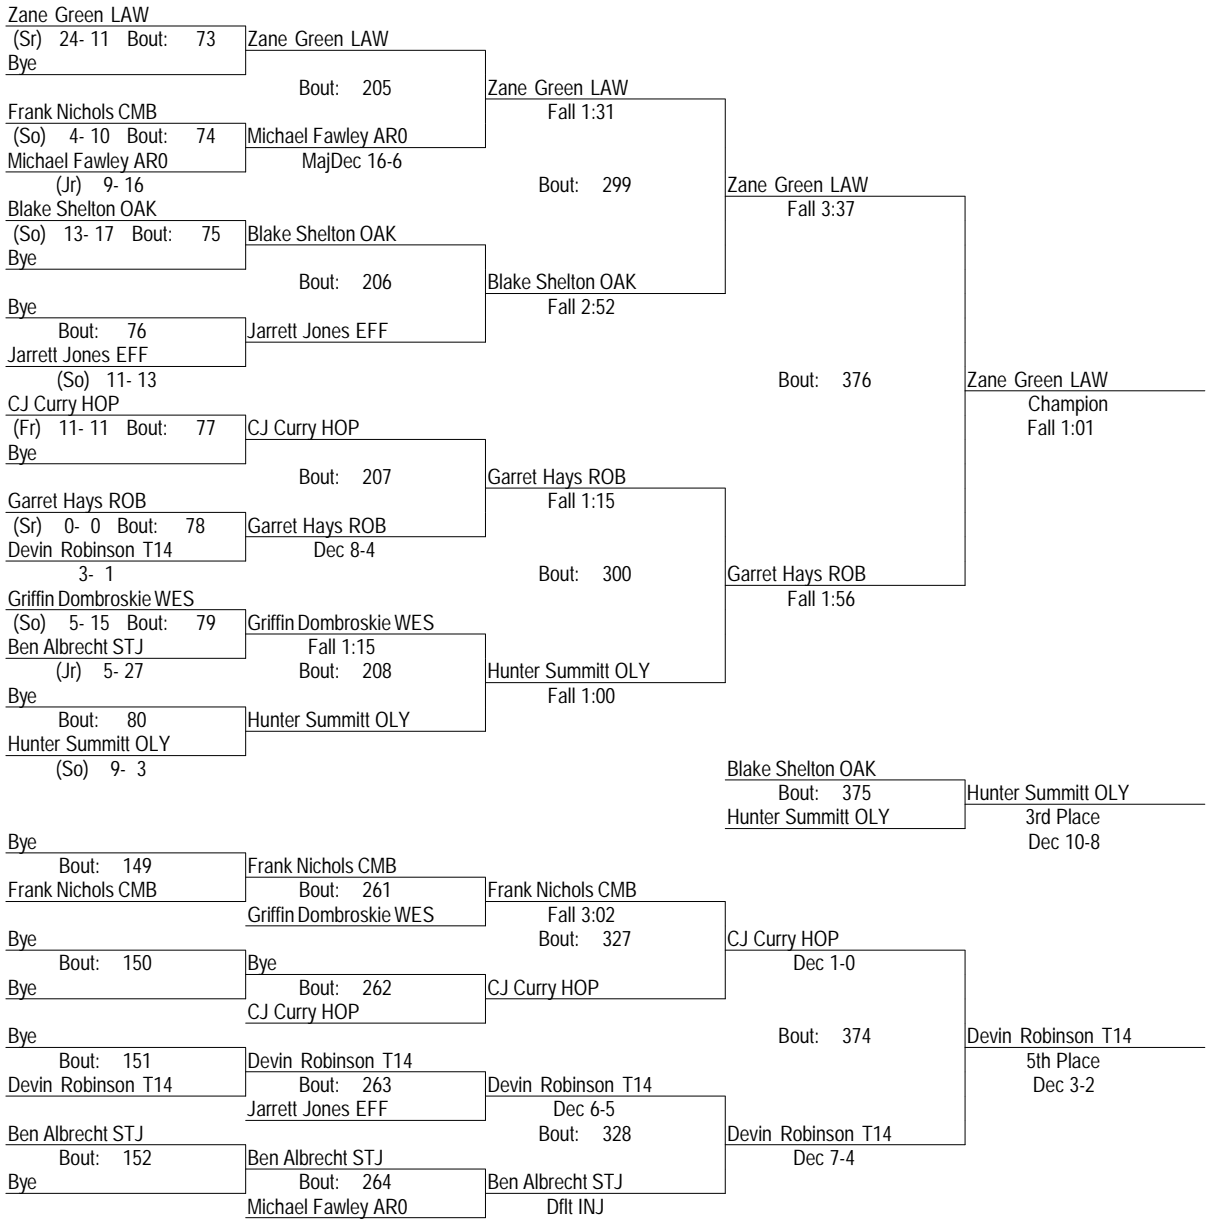 Zane Green LAW
(Sr) 24- 11 Bout: 73 Zane Green LAW
Bye
Bout: 205 Zane Green LAW
Frank Nichols CMB Fall 1:31
(So) 4- 10 Bout: 74 Michael Fawley AR0
Michael Fawley AR0 MajDec 16-6
(Jr) 9- 16 Bout: 299 Zane Green LAW
Blake Shelton OAK Fall 3:37
(So) 13- 17 Bout: 75 Blake Shelton OAK
Bye
Bout: 206 Blake Shelton OAK
Bye Fall 2:52
Bout: 76 Jarrett Jones EFF
Jarrett Jones EFF
(So) 11- 13 Bout: 376 Zane Green LAW
CJ Curry HOP Champion
(Fr) 11- 11 Bout: 77 CJ Curry HOP Fall 1:01
Bye
Bout: 207 Garret Hays ROB
Garret Hays ROB Fall 1:15
(Sr) 0- 0 Bout: 78 Garret Hays ROB
Devin Robinson T14 Dec 8-4
3- 1 Bout: 300 Garret Hays ROB
Griffin Dombroskie WES Fall 1:56
(So) 5- 15 Bout: 79 Griffin Dombroskie WES
Ben Albrecht STJ Fall 1:15
(Jr) 5- 27 Bout: 208 Hunter Summitt OLY
Bye Fall 1:00
Bout: 80 Hunter Summitt OLY
Hunter Summitt OLY
(So) 9- 3 Blake Shelton OAK
Bout: 375 Hunter Summitt OLY
Hunter Summitt OLY 3rd Place
Bye Dec 10-8
Bout: 149 Frank Nichols CMB
Frank Nichols CMB Bout: 261 Frank Nichols CMB
Griffin Dombroskie WES Fall 3:02
Bye Bout: 327 CJ Curry HOP
Bout: 150 Bye Dec 1-0
Bye Bout: 262 CJ Curry HOP
CJ Curry HOP
Bye Bout: 374 Devin Robinson T14
Bout: 151 Devin Robinson T14 5th Place
Devin Robinson T14 Bout: 263 Devin Robinson T14 Dec 3-2
Jarrett Jones EFF Dec 6-5
Ben Albrecht STJ Bout: 328 Devin Robinson T14
Bout: 152 Ben Albrecht STJ Dec 7-4
Bye Bout: 264 Ben Albrecht STJ
Michael Fawley AR0 Dflt INJ